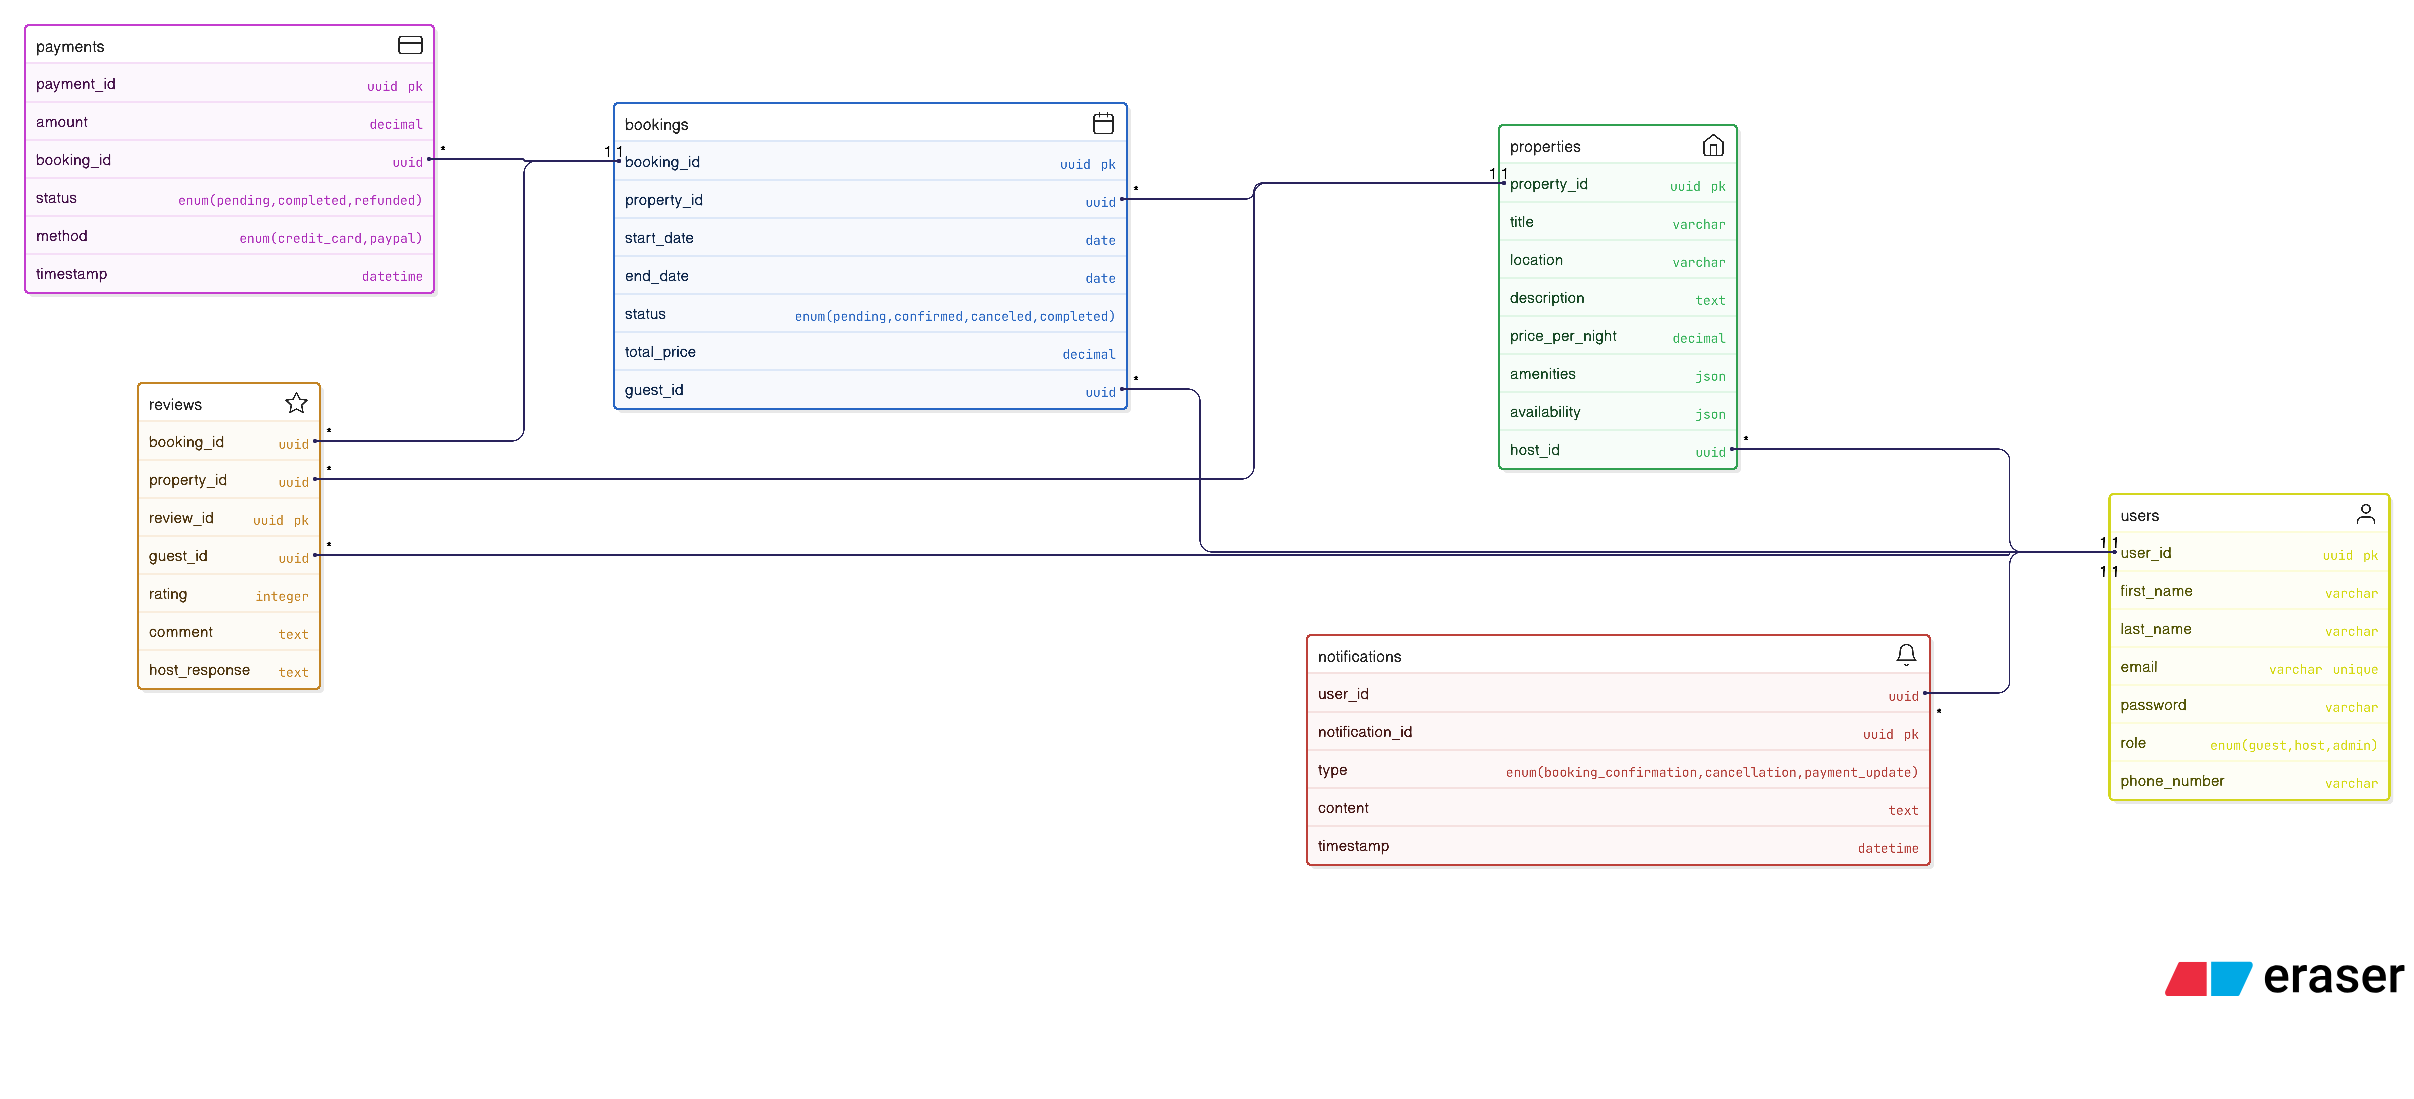 payments
payment_id uuid pk
amount decimal
booking_id uuid
status enum(pending,completed,refunded)
method enum(credit_card,paypal)
timestamp datetime
*
1 1
bookings
booking_id uuid pk
property_id uuid
start_date date
end_date date
status enum(pending,confirmed,canceled,completed)
total_price decimal
guest_id uuid
*
*
1 1
properties
property_id uuid pk
title varchar
location varchar
description text
price_per_night decimal
amenities json
availability json
host_id uuid
*
reviews
booking_id uuid
property_id uuid
review_id uuid pk
guest_id uuid
rating integer
comment text
host_response text
*
*
*
1 1
1 1
users
user_id uuid pk
first_name varchar
last_name varchar
email varchar unique
password varchar
role enum(guest,host,admin)
phone_number varchar
notifications
user_id uuid
notification_id uuid pk
type enum(booking_confirmation,cancellation,payment_update)
content text
timestamp datetime
*
eraser